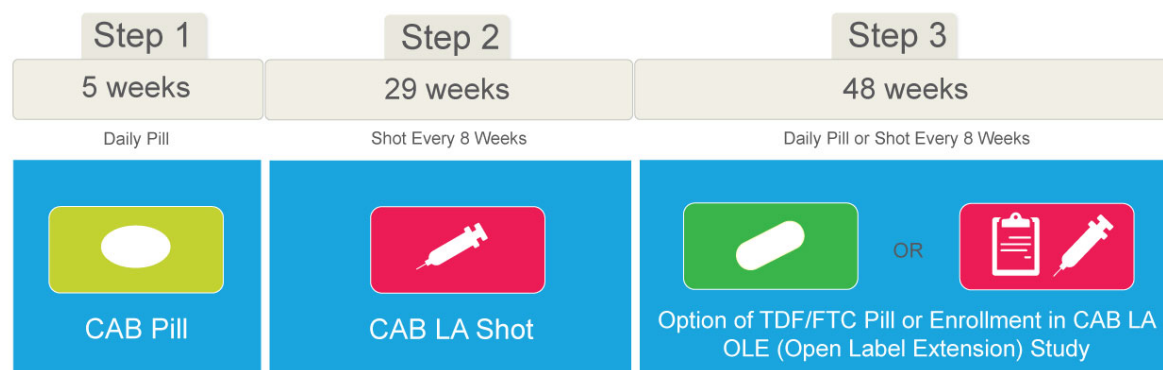 Step 1
Step 2
Step 3
5 weeks
29 weeks
48 weeks
Daily Pill
Shot Every 8 Weeks
Daily Pill or Shot Every 8 Weeks
OR
CAB Pill
CAB LA Shot
Option of TDF/FTC Pill or Enrollment in CAB LA
OLE (Open Label Extension) Study